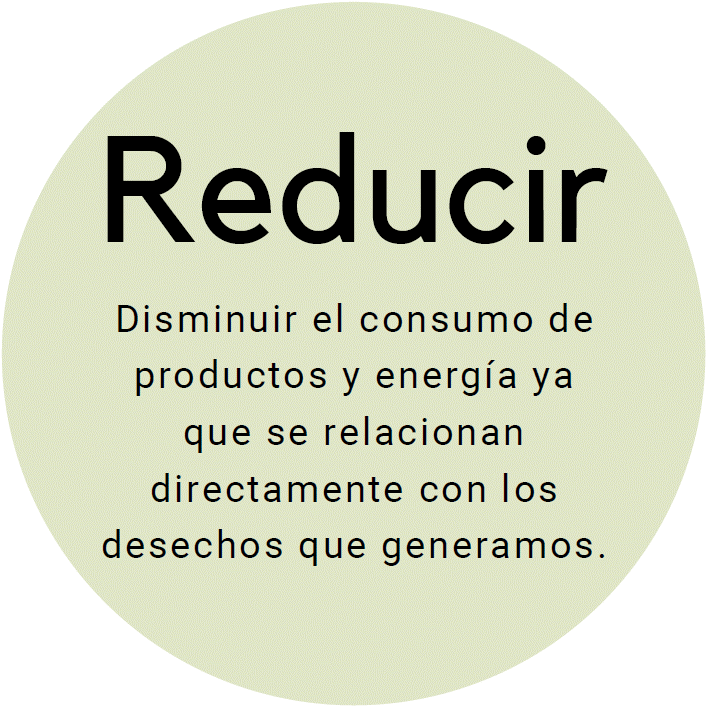 Reducir
Disminuir el consumo de
productos y energía ya
que se relacionan
directamente con los
desechos que generamos.